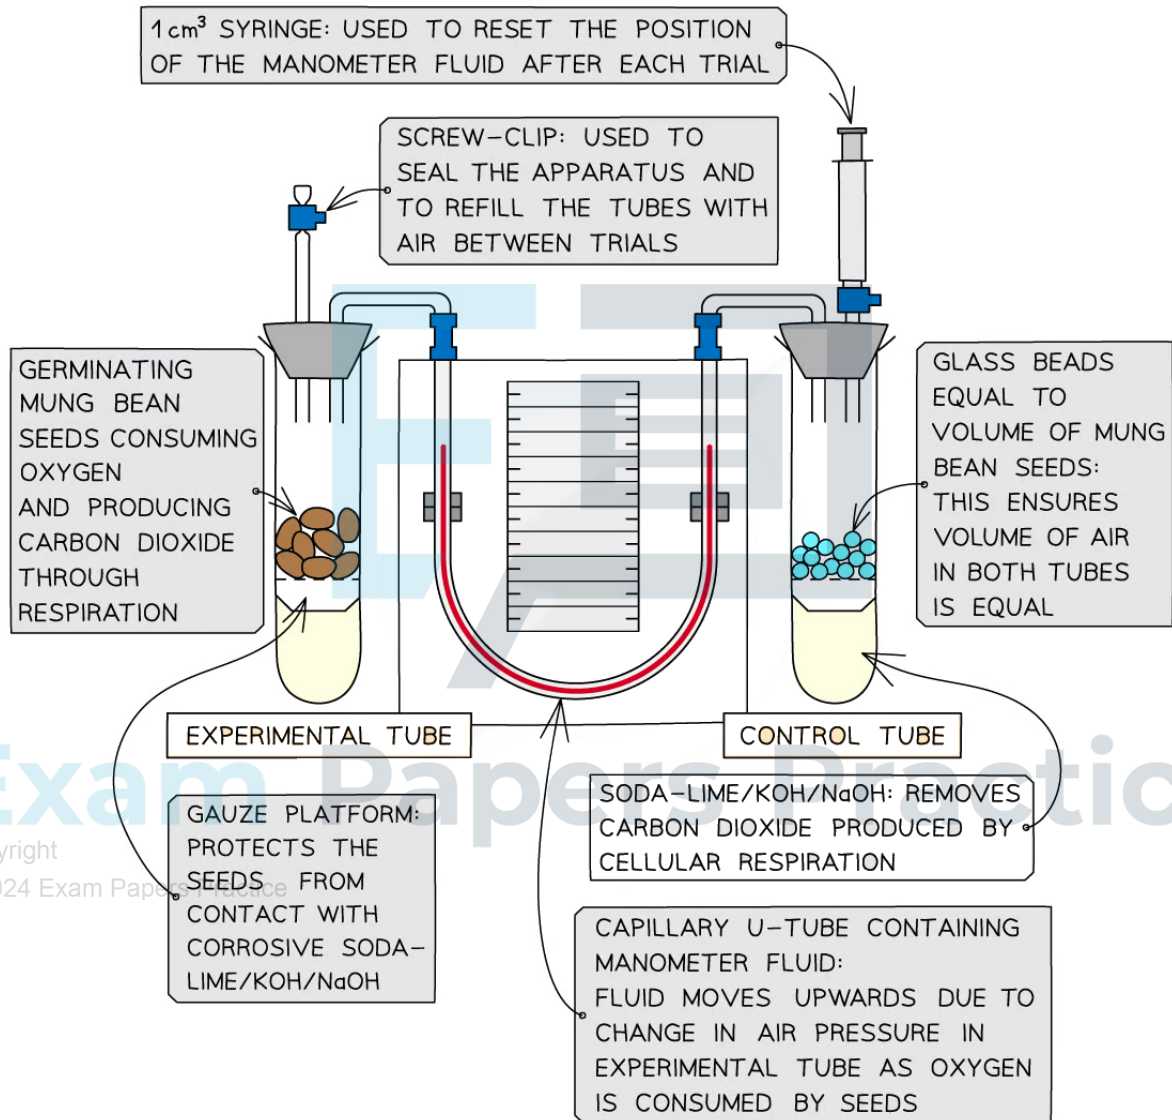 1cm³ SYRINGE: USED TO RESET THE POSITION
OF THE MANOMETER FLUID AFTER EACH TRIAL
SCREW-CLIP: USED TO
SEAL THE APPARATUS AND
TO REFILL THE TUBES WITH
AIR BETWEEN TRIALS
GERMINATING
MUNG BEAN
SEEDS CONSUMING
OXYGEN
AND PRODUCING
CARBON DIOXIDE
THROUGH
RESPIRATION
GLASS BEADS
EQUAL TO
VOLUME OF MUNG
BEAN SEEDS:
THIS ENSURES
VOLUME OF AIR
IN BOTH TUBES
IS EQUAL
EXPERIMENTAL TUBE
CONTROL TUBE
Exam Papers Practic
yright
024 Exam Papers Practice
GAUZE PLATFORM:
PROTECTS THE
SEEDS FROM
CONTACT WITH
CORROSIVE SODA-
LIME/KOH/NaOH
SODA-LIME/KOH/NaOH: REMOVES
CARBON DIOXIDE PRODUCED BY
CELLULAR RESPIRATION
CAPILLARY U-TUBE CONTAINING
MANOMETER FLUID:
FLUID MOVES UPWARDS DUE TO
CHANGE IN AIR PRESSURE IN
EXPERIMENTAL TUBE AS OXYGEN
IS CONSUMED BY SEEDS